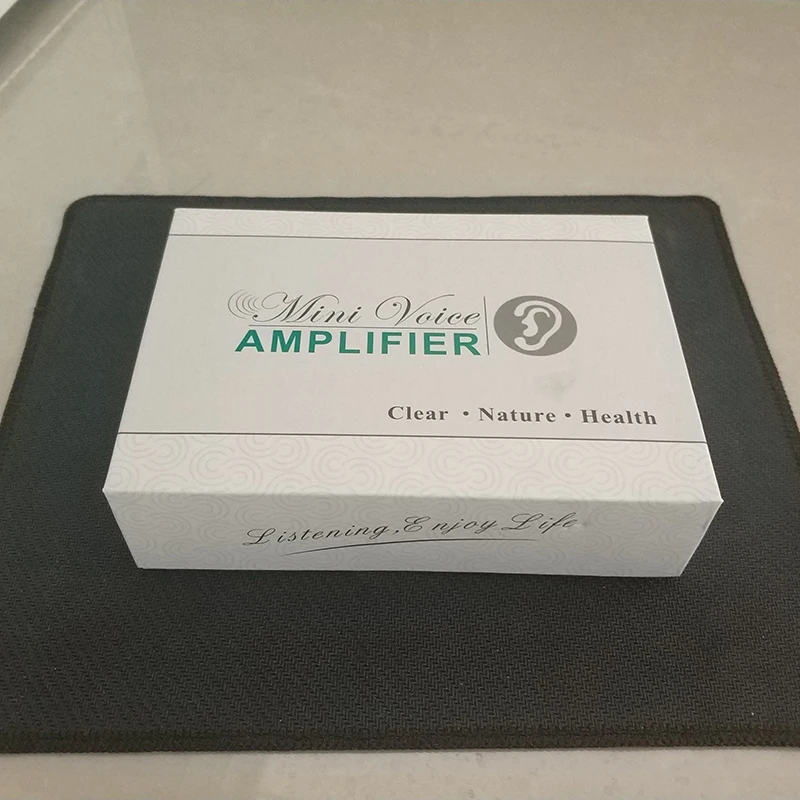 Mini Voice
AMPLIFIER
Clear • Nature • Health
Listening,Enjoy Life